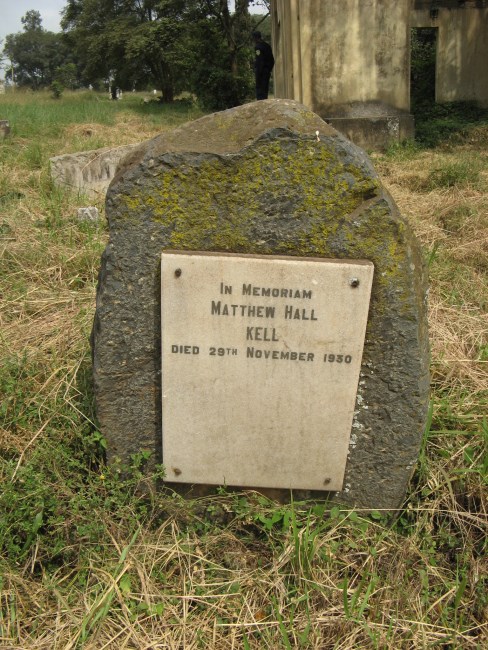 In Memoriam
Matthew Hall
Kell
Died 29th November 1930